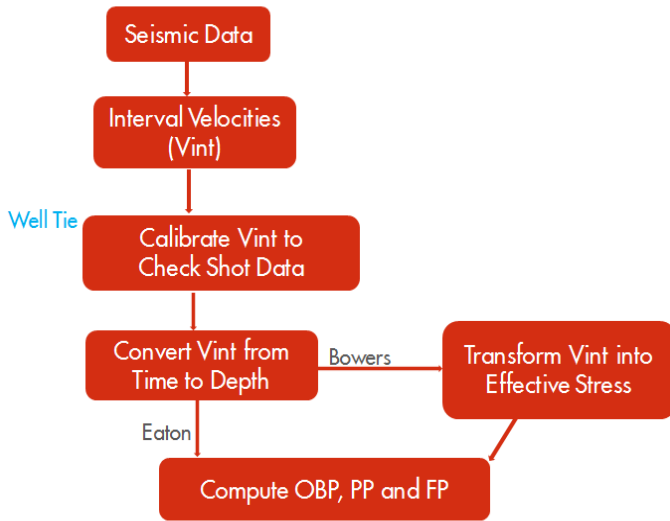 Seismic Data
Interval Velocities
(Vint)
Well Tie
Calibrate Vint to
Check Shot Data
Convert Vint from
Time to Depth
Bowers
Transform Vint into
Effective Stress
Eaton
Compute OBP, PP and FP